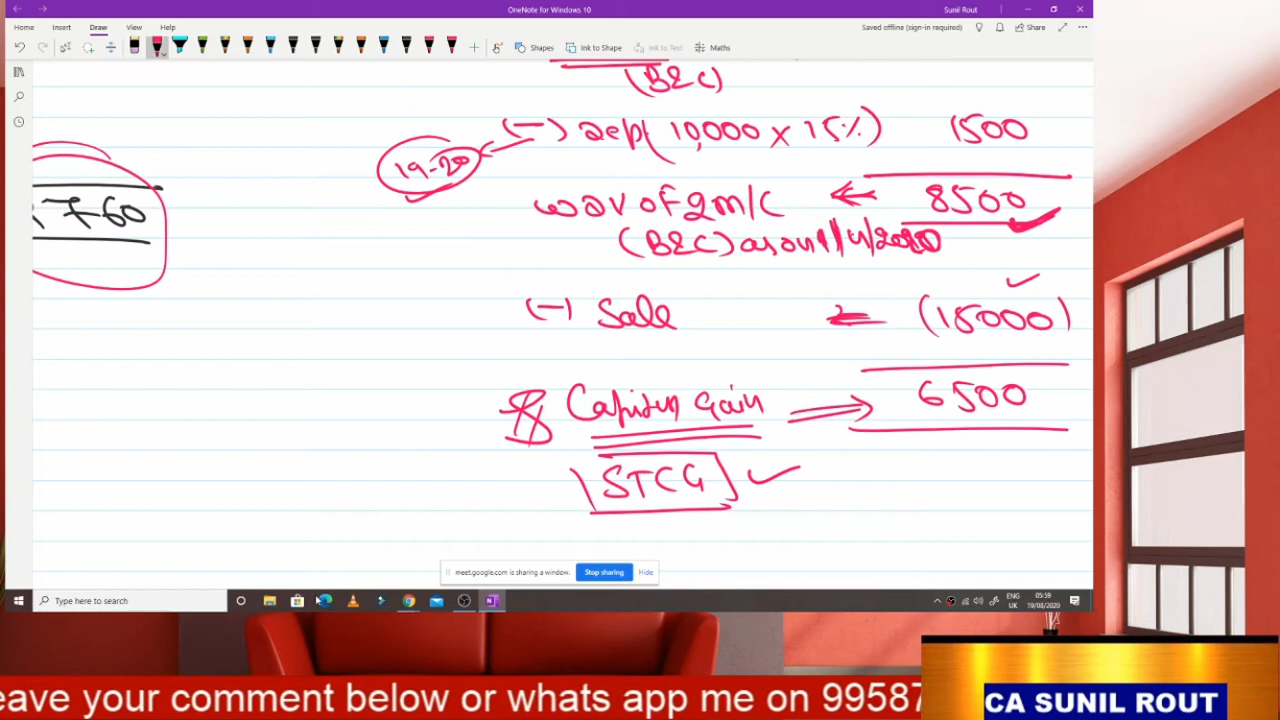 OneNote for Windows 10
Sunil Rout
Home Insert Draw View Help
Saved offline (sign-in required) Share
Shapes Ink to Shape Ink to Text Maths
(B&C)
(-) Dep( 10,000 x 15%) 1500
19-20
7760
WDV of 2 m/c 8500
(B&C) as on 1/4/2020
(-) Sale (15000)
Capital Gain 6500
STCG
meet.google.com is sharing a window. Stop sharing Hide
Type here to search
ENG 05:59
UK 19/08/2020
eave your comment below or whats app me on 99587
CA SUNIL ROUT